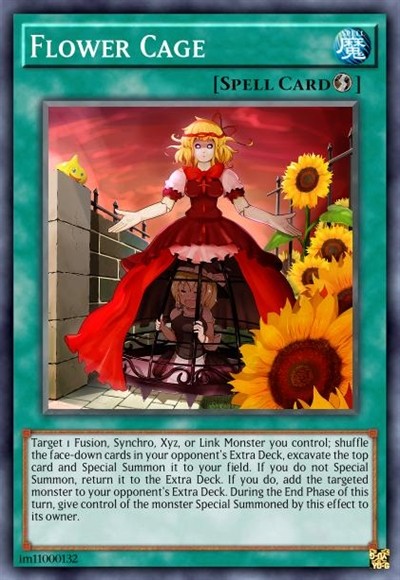 FLOWER CAGE
SPELL
魔
[SPELL CARD]
Target 1 Fusion, Synchro, Xyz, or Link Monster you control; shuffle
the face-down cards in your opponent's Extra Deck, excavate the top
card and Special Summon it to your field. If you do not Special
Summon, return it to the Extra Deck. If you do, add the targeted
monster to your opponent's Extra Deck. During the End Phase of this
turn, give control of the monster Special Summoned by this effect to
its owner.
im11000132